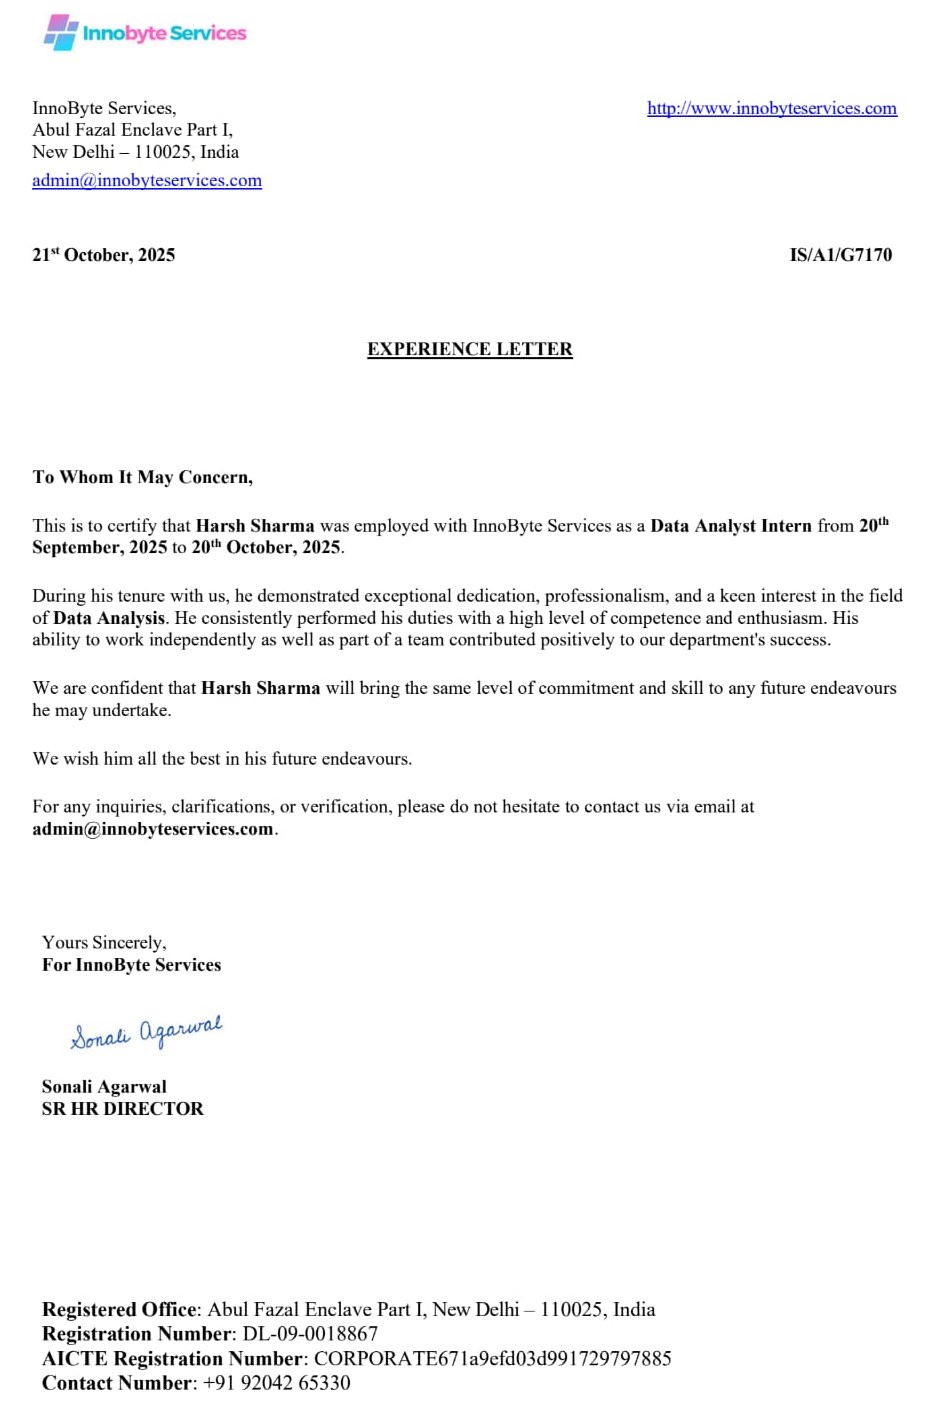 Innobyte Services
InnoByte Services,
http://www.innobyteservices.com
Abul Fazal Enclave Part I,
New Delhi – 110025, India
admin@innobyteservices.com
21st October, 2025
IS/A1/G7170
EXPERIENCE LETTER
To Whom It May Concern,
This is to certify that Harsh Sharma was employed with InnoByte Services as a Data Analyst Intern from 20th
September, 2025 to 20th October, 2025.
During his tenure with us, he demonstrated exceptional dedication, professionalism, and a keen interest in the field
of Data Analysis. He consistently performed his duties with a high level of competence and enthusiasm. His
ability to work independently as well as part of a team contributed positively to our department's success.
We are confident that Harsh Sharma will bring the same level of commitment and skill to any future endeavours
he may undertake.
We wish him all the best in his future endeavours.
For any inquiries, clarifications, or verification, please do not hesitate to contact us via email at
admin@innobyteservices.com.
Yours Sincerely,
For InnoByte Services
Sonali Agarwal
Sonali Agarwal
SR HR DIRECTOR
Registered Office: Abul Fazal Enclave Part I, New Delhi – 110025, India
Registration Number: DL-09-0018867
AICTE Registration Number: CORPORATE671a9efd03d991729797885
Contact Number: +91 92042 65330